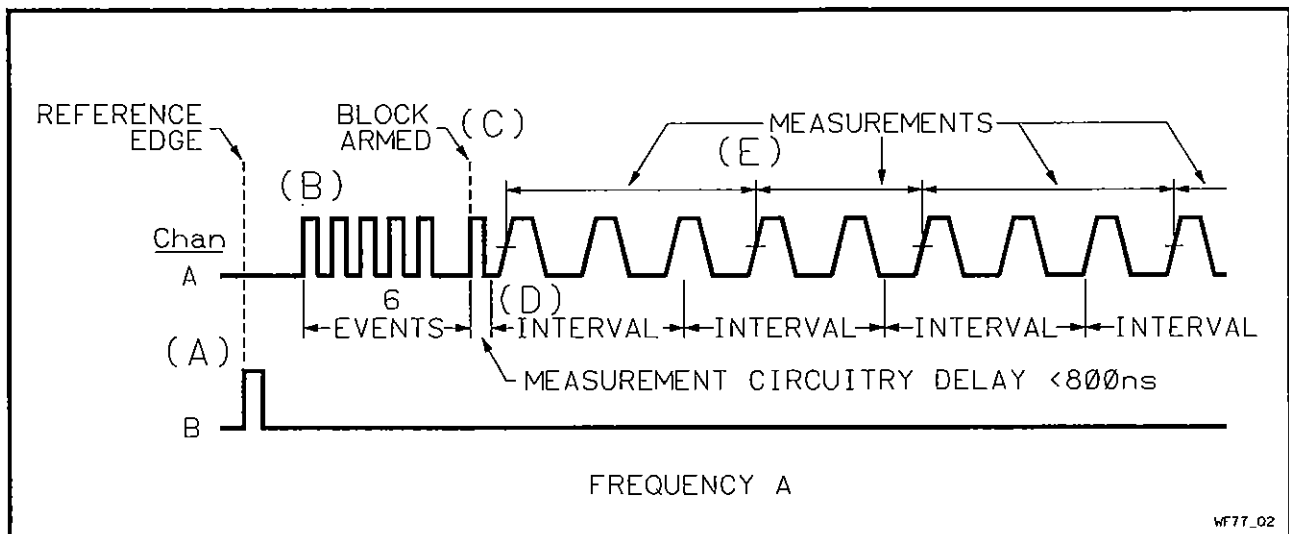 REFERENCE
EDGE
BLOCK
ARMED
(C)
MEASUREMENTS
(E)
(B)
Chan
A
6
EVENTS
(D)
INTERVAL
INTERVAL
INTERVAL
INTERVAL
(A)
MEASUREMENT CIRCUITRY DELAY <800ns
B
FREQUENCY A
WF77_02